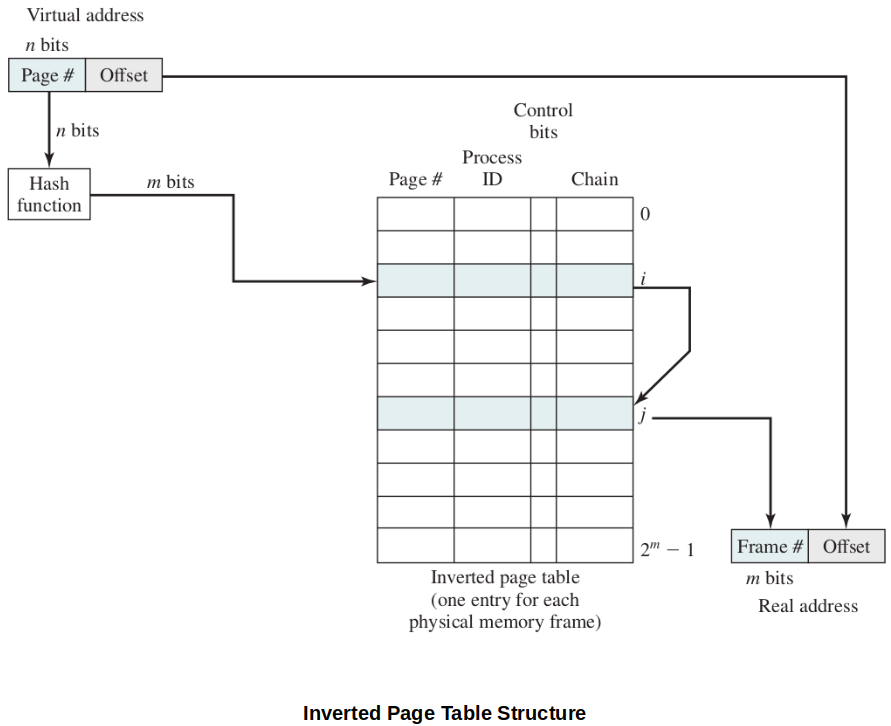 Virtual address
n bits
Page # Offset
n bits
Hash
function
m bits
Control
bits
Process
Page # ID Chain
0
i
j
2ᵐ – 1
Frame # Offset
m bits
Real address
Inverted page table
(one entry for each
physical memory frame)
Inverted Page Table Structure